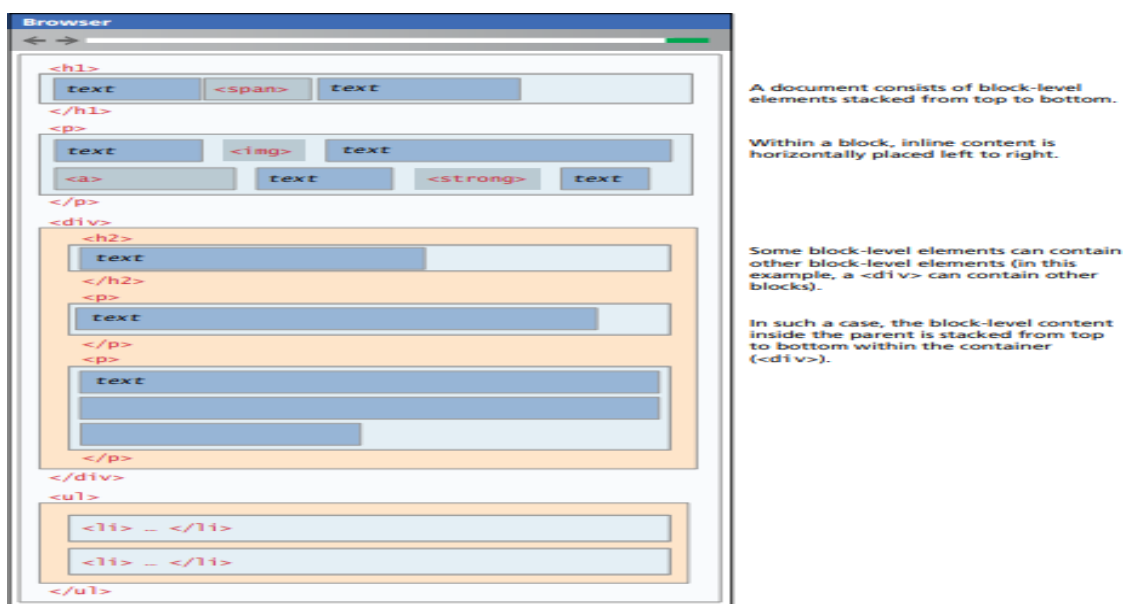 Browser
<h1>
text <span> text
</h1>
<p>
text <img> text
<a> text <strong> text
</p>
<div>
<h2>
text
</h2>
<p>
text
</p>
<p>
text
</p>
</div>
<ul>
<li> … </li>
<li> … </li>
</ul>
A document consists of block-level
elements stacked from top to bottom.
Within a block, inline content is
horizontally placed left to right.
Some block-level elements can contain
other block-level elements (in this
example, a <div> can contain other
blocks).
In such a case, the block-level content
inside the parent is stacked from top
to bottom within the container
(<div>).